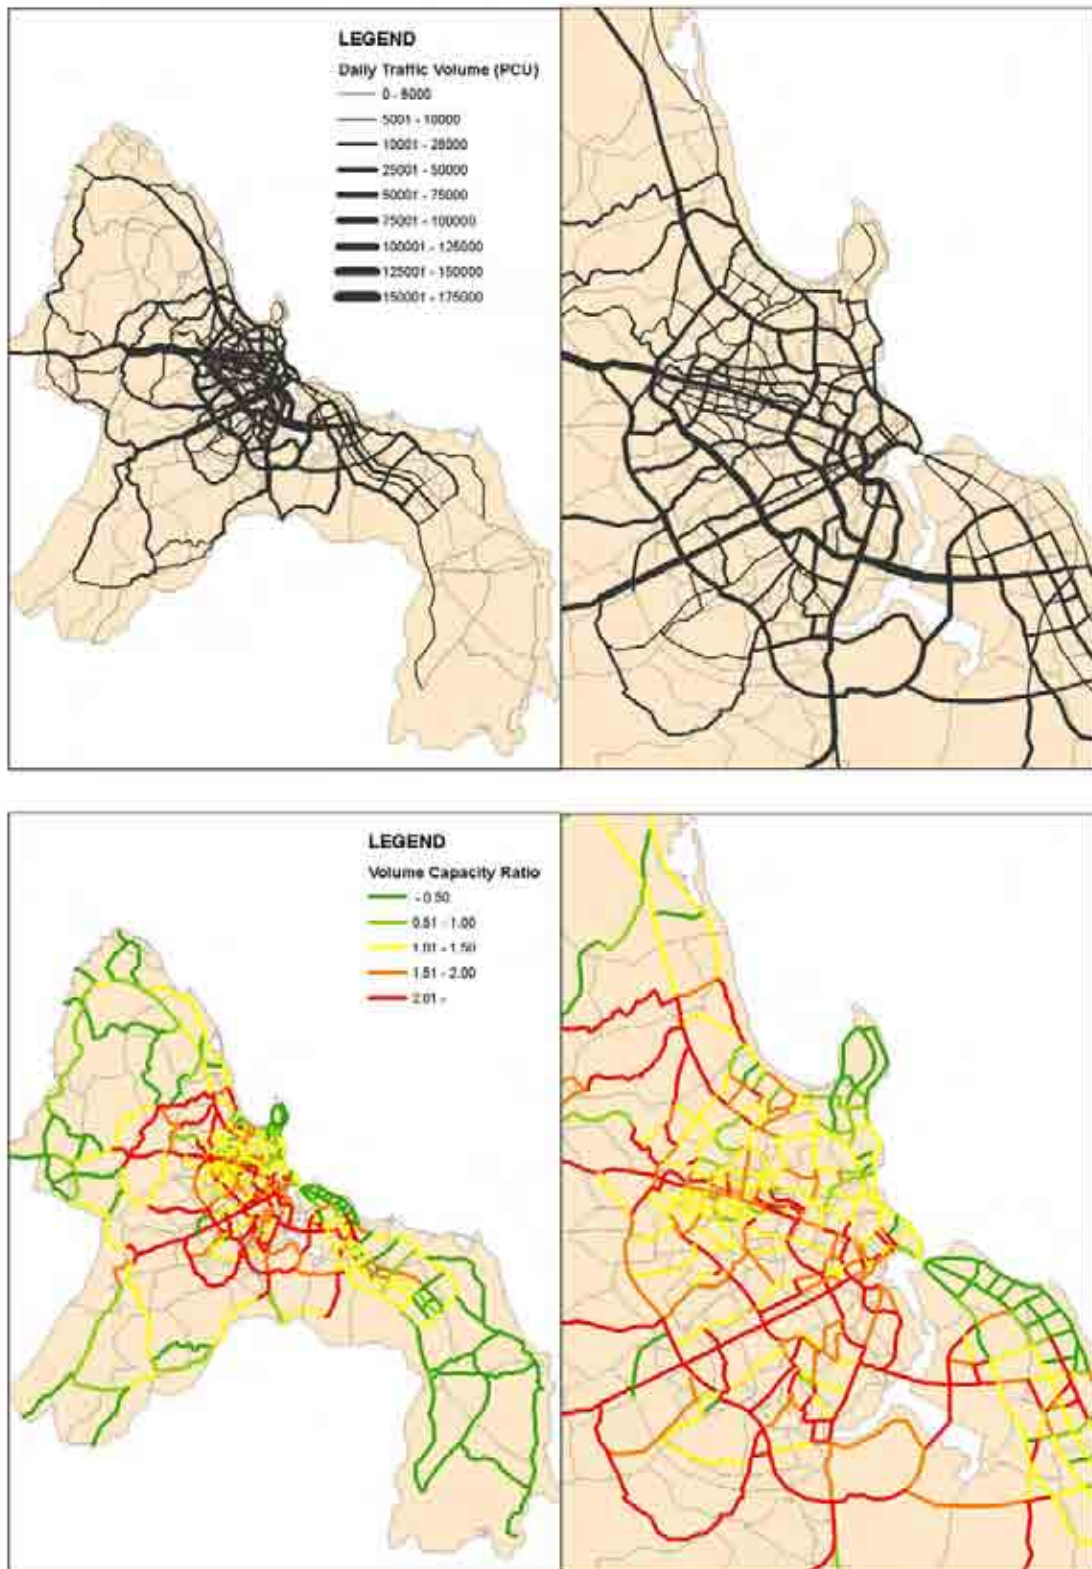 LEGEND
Daily Traffic Volume (PCU)
0 - 5000
5001 - 10000
10001 - 25000
25001 - 50000
50001 - 75000
75001 - 100000
100001 - 125000
125001 - 150000
150001 - 175000
LEGEND
Volume Capacity Ratio
- 0.50
0.51 - 1.00
1.01 - 1.50
1.51 - 2.00
2.01 -